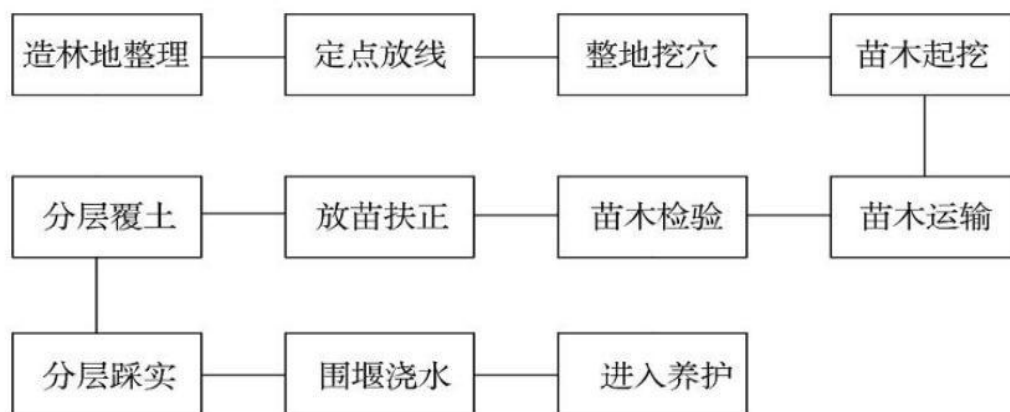 造林地整理
定点放线
整地挖穴
苗木起挖
苗木运输
苗木检验
放苗扶正
分层覆土
分层踩实
围堰浇水
进入养护